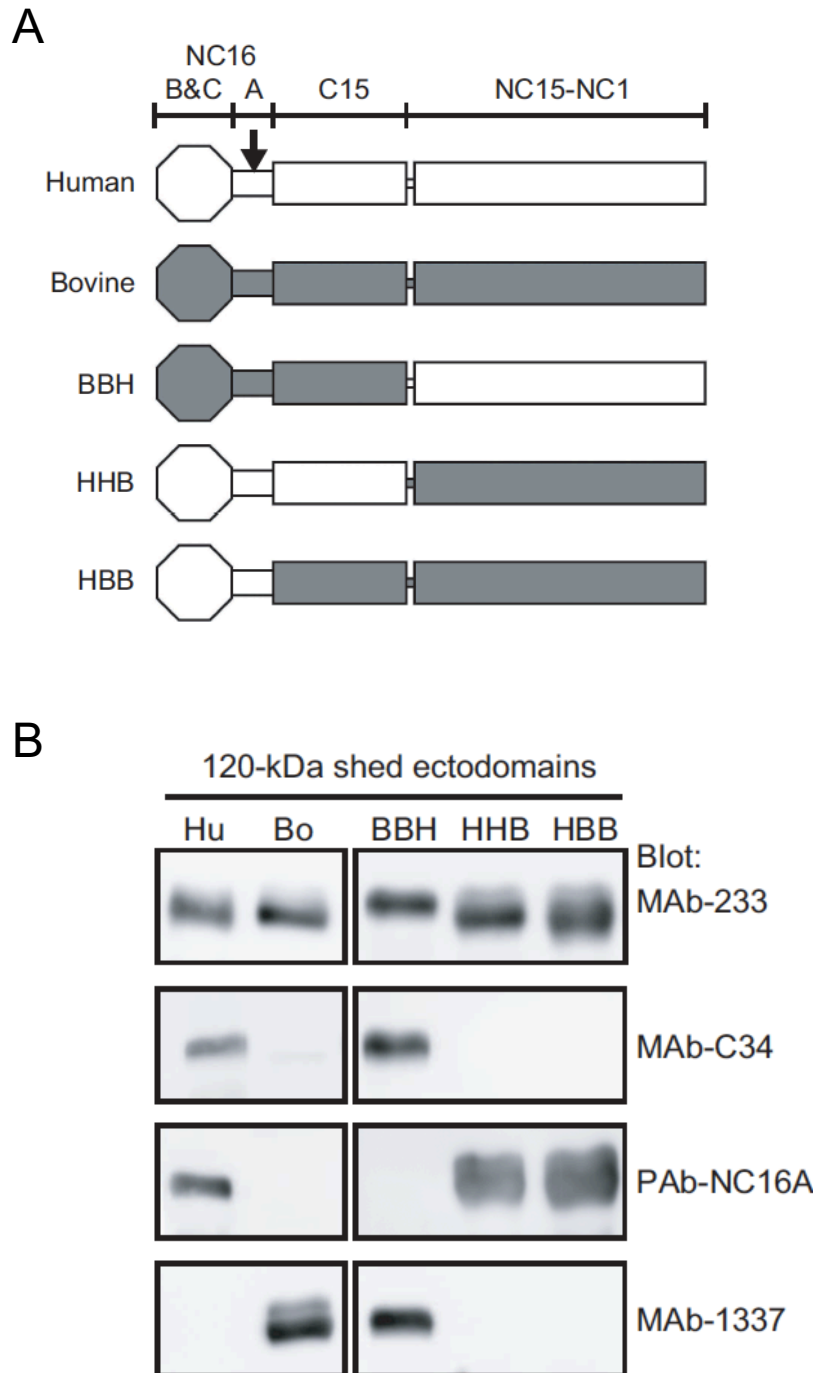 A
NC16
B&C A C15 NC15-NC1
Human
Bovine
BBH
HHB
HBB
B
120-kDa shed ectodomains
Hu Bo BBH HHB HBB
Blot:
MAb-233
MAb-C34
PAb-NC16A
MAb-1337